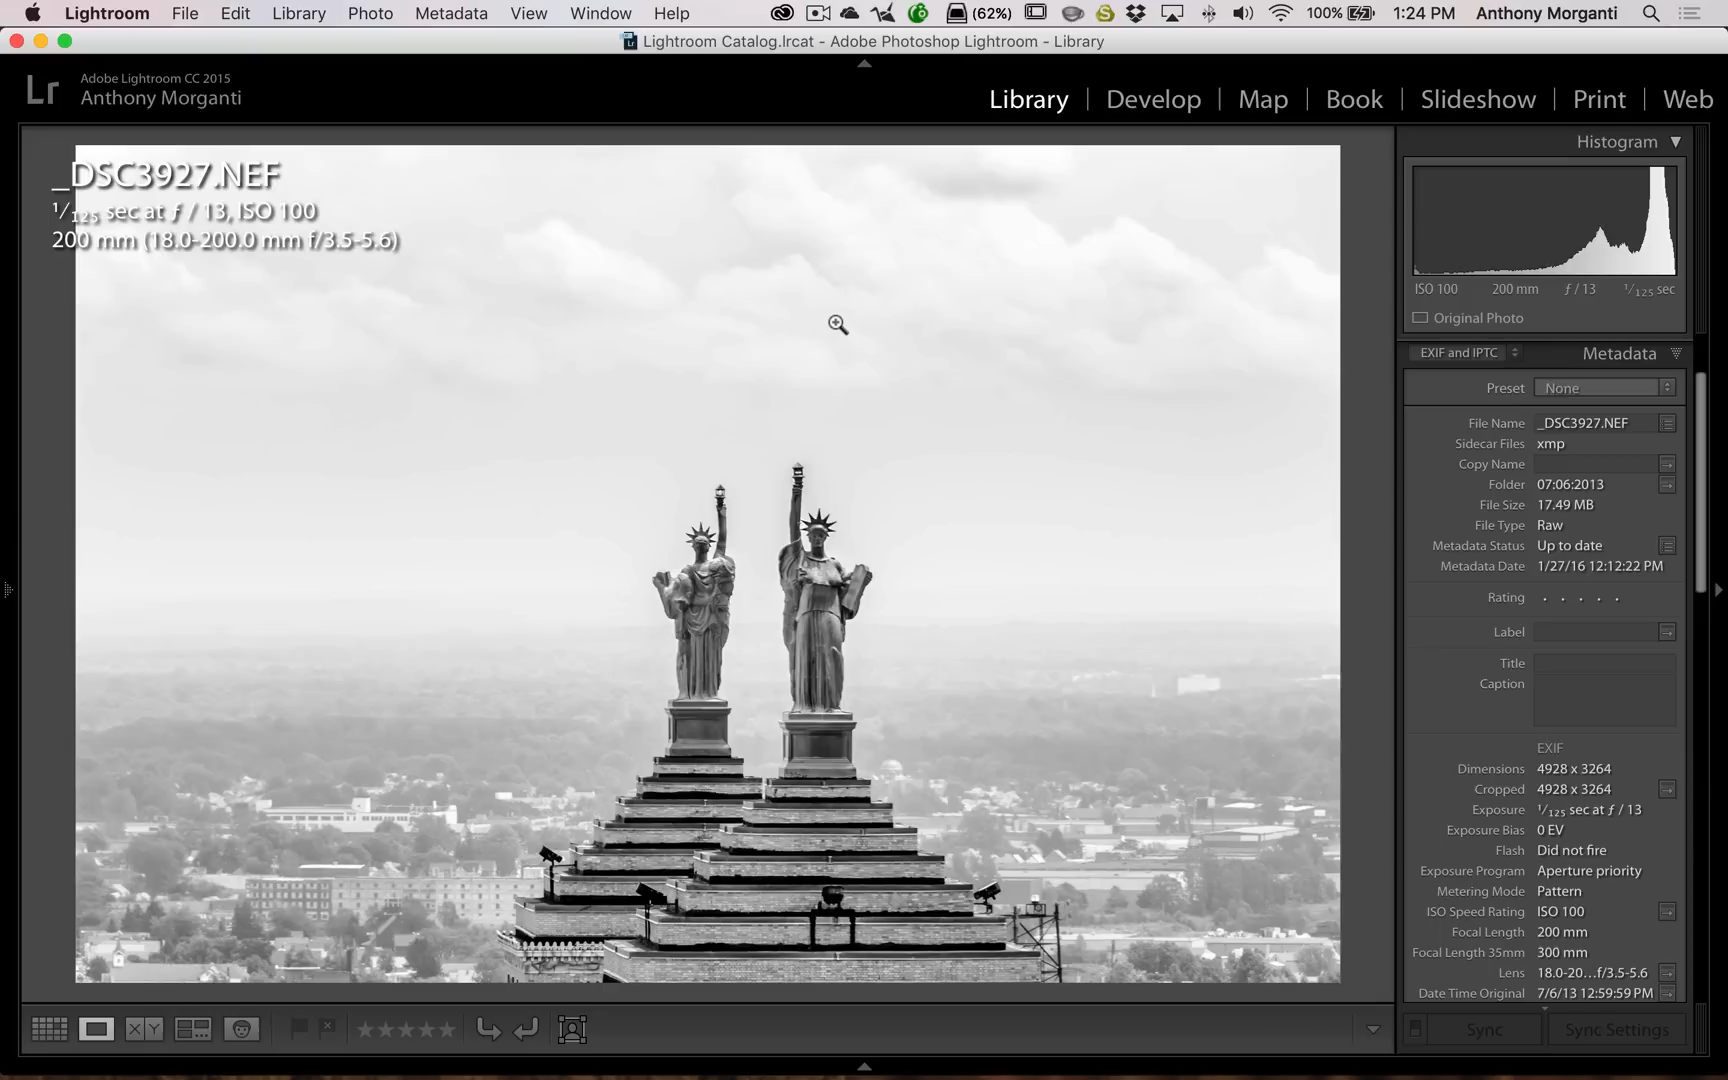 Lightroom File Edit Library Photo Metadata View Window Help (62%) 100% 1:24 PM Anthony Morganti
Lightroom Catalog.lrcat - Adobe Photoshop Lightroom - Library
Lr
Adobe Lightroom CC 2015
Anthony Morganti
Library | Develop | Map | Book | Slideshow | Print | Web
_DSC3927.NEF
1/125 sec at ƒ / 13, ISO 100
200 mm (18.0-200.0 mm f/3.5-5.6)
Histogram
ISO 100 200 mm ƒ / 13 1/125 sec
Original Photo
EXIF and IPTC Metadata
Preset None
File Name _DSC3927.NEF
Sidecar Files xmp
Copy Name
Folder 07:06:2013
File Size 17.49 MB
File Type Raw
Metadata Status Up to date
Metadata Date 1/27/16 12:12:22 PM
Rating . . . . .
Label
Title
Caption
EXIF
Dimensions 4928 x 3264
Cropped 4928 x 3264
Exposure 1/125 sec at ƒ / 13
Exposure Bias 0 EV
Flash Did not fire
Exposure Program Aperture priority
Metering Mode Pattern
ISO Speed Rating ISO 100
Focal Length 200 mm
Focal Length 35mm 300 mm
Lens 18.0-20...f/3.5-5.6
Date Time Original 7/6/13 12:59:59 PM
X Y
Sync Sync Settings